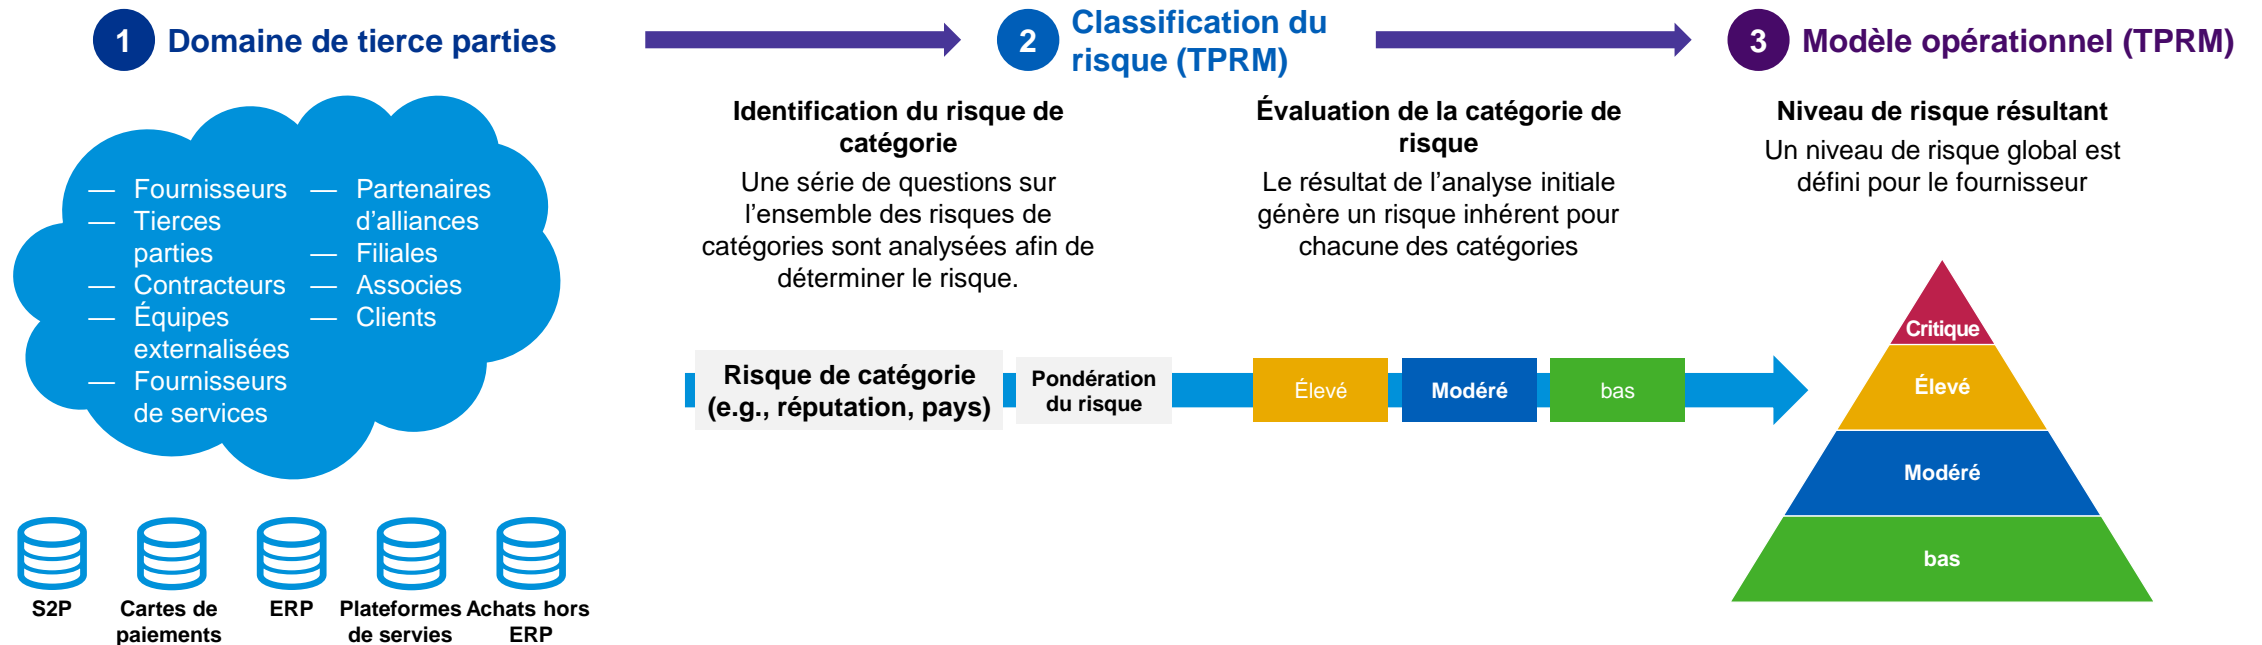 1 Domaine de tierce parties
2 Classification du
risque (TPRM)
3 Modèle opérationnel (TPRM)
— Fournisseurs
— Tierces
parties
— Contracteurs
— Équipes
externalisées
— Fournisseurs
de services
— Partenaires
d’alliances
— Filiales
— Associes
— Clients
S2P
Cartes de
paiements
ERP
Plateformes
de servies
Achats hors
ERP
Identification du risque de
catégorie
Une série de questions sur
l’ensemble des risques de
catégories sont analysées afin de
déterminer le risque.
Évaluation de la catégorie de
risque
Le résultat de l’analyse initiale
génère un risque inhérent pour
chacune des catégories
Risque de catégorie
(e.g., réputation, pays)
Pondération
du risque
Élevé
Modéré
bas
Niveau de risque résultant
Un niveau de risque global est
défini pour le fournisseur
Critique
Élevé
Modéré
bas